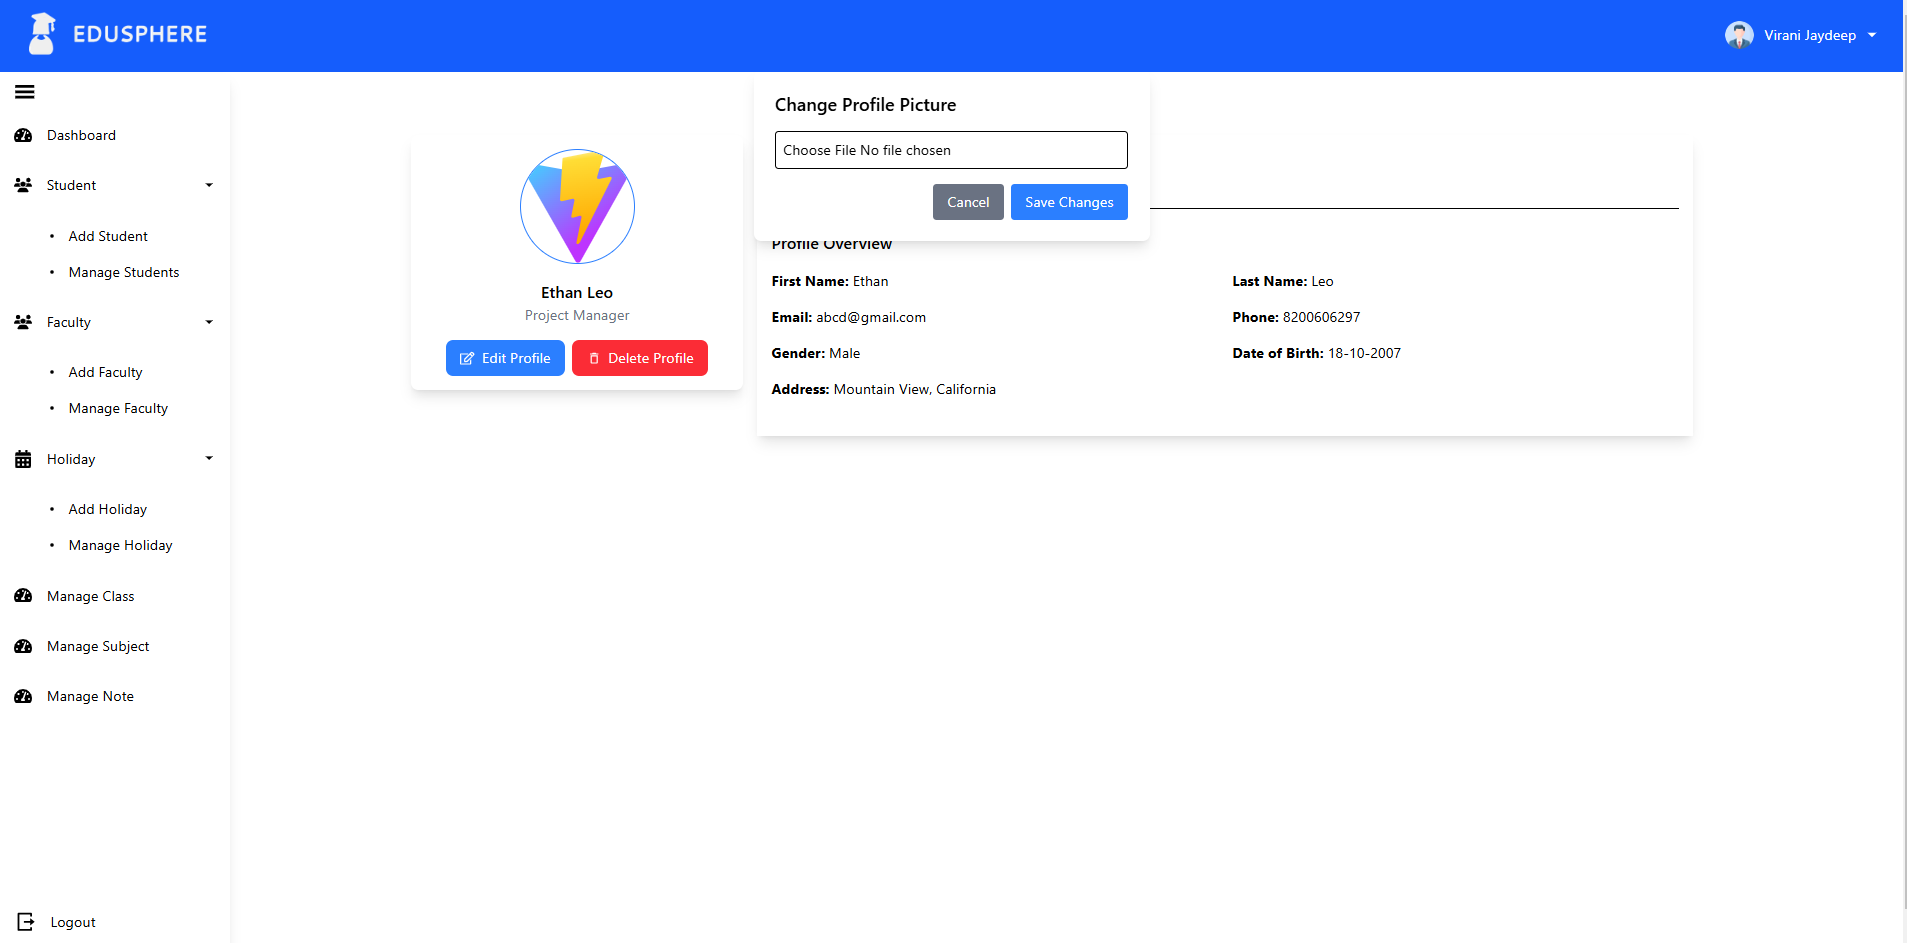 EDUSPHERE
Virani Jaydeep
Dashboard
Student
• Add Student
• Manage Students
Faculty
• Add Faculty
• Manage Faculty
Holiday
• Add Holiday
• Manage Holiday
Manage Class
Manage Subject
Manage Note
Logout
Ethan Leo
Project Manager
Edit Profile
Delete Profile
Change Profile Picture
Choose File No file chosen
Cancel
Save Changes
Profile Overview
First Name: Ethan
Last Name: Leo
Email: abcd@gmail.com
Phone: 8200606297
Gender: Male
Date of Birth: 18-10-2007
Address: Mountain View, California